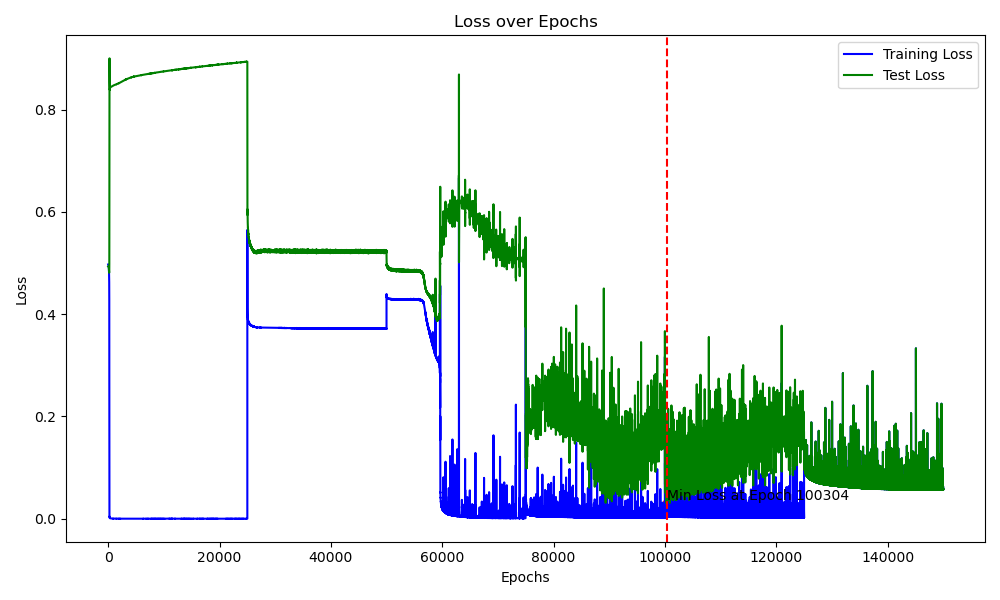 Loss over Epochs
Training Loss
Test Loss
0.8
0.6
0.4
0.2
0.0
Loss
Min Loss at Epoch 100304
0
20000
40000
60000
80000
100000
120000
140000
Epochs